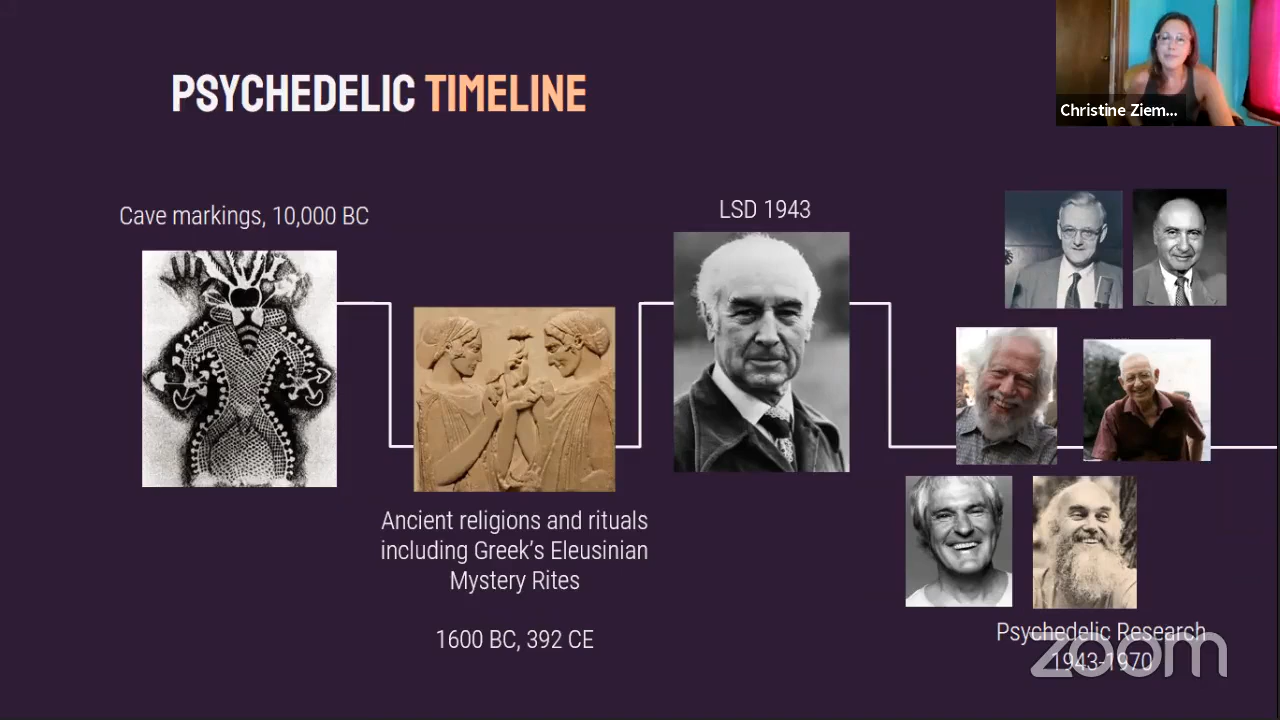 PSYCHEDELIC TIMELINE
Christine Ziem...
Cave markings, 10,000 BC
LSD 1943
Ancient religions and rituals
including Greek's Eleusinian
Mystery Rites
1600 BC, 392 CE
Psychedelic Research
1943-1970
zoom